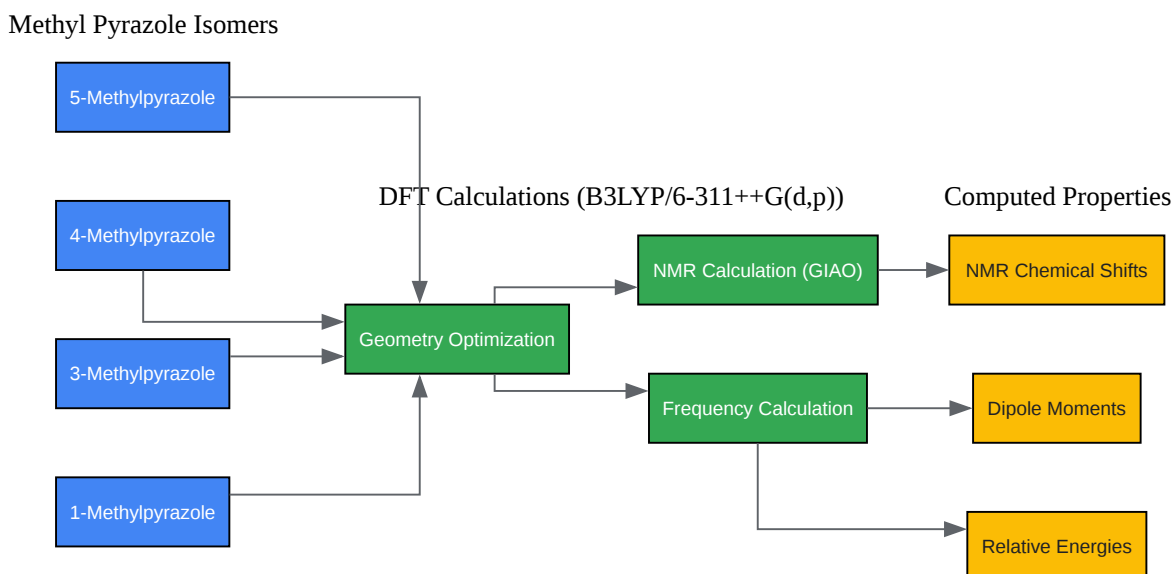 Methyl Pyrazole Isomers
5-Methylpyrazole
4-Methylpyrazole
3-Methylpyrazole
1-Methylpyrazole
DFT Calculations (B3LYP/6-311++G(d,p))
Geometry Optimization
NMR Calculation (GIAO)
Frequency Calculation
Computed Properties
NMR Chemical Shifts
Dipole Moments
Relative Energies